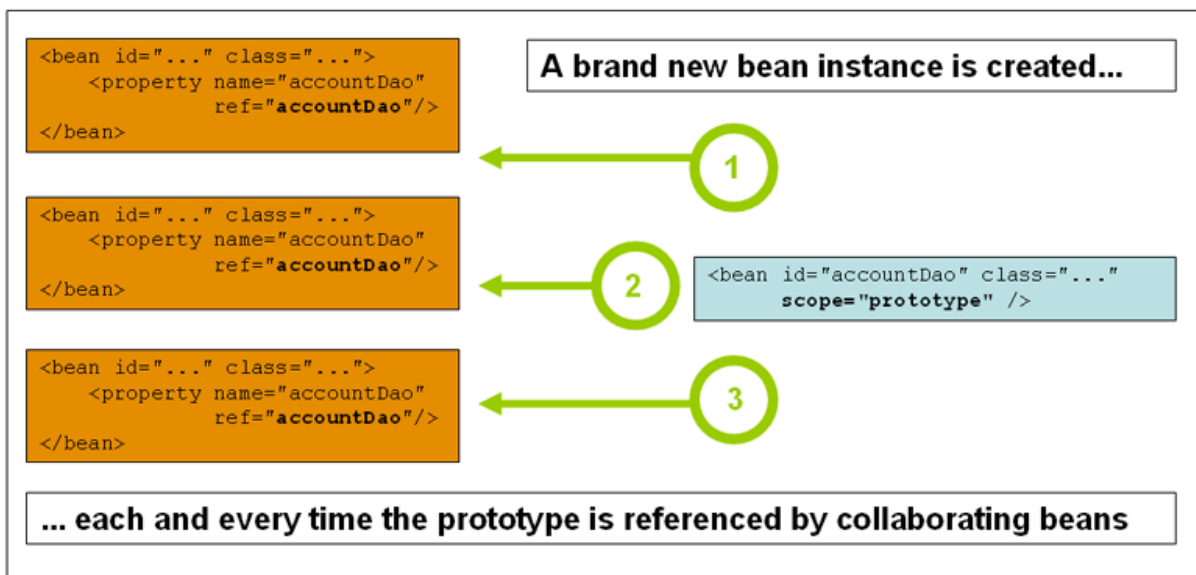 <bean id="..." class="...">
    <property name="accountDao"
              ref="accountDao"/>
</bean>
A brand new bean instance is created...
1
<bean id="..." class="...">
    <property name="accountDao"
              ref="accountDao"/>
</bean>
2
<bean id="accountDao" class="..."
      scope="prototype" />
<bean id="..." class="...">
    <property name="accountDao"
              ref="accountDao"/>
</bean>
3
... each and every time the prototype is referenced by collaborating beans